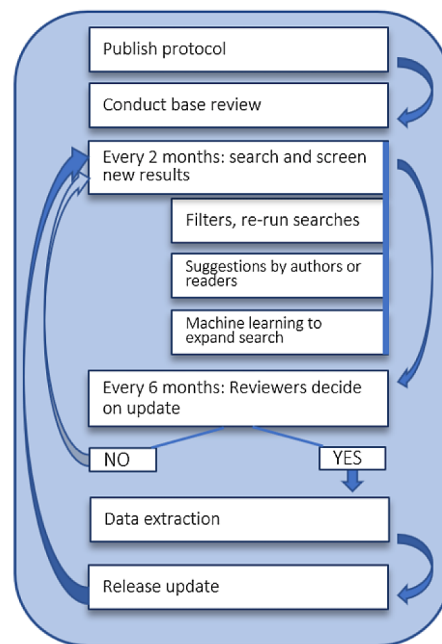 Publish protocol
Conduct base review
Every 2 months: search and screen
new results
Filters, re-run searches
Suggestions by authors or
readers
Machine learning to
expand search
Every 6 months: Reviewers decide
on update
NO
YES
Data extraction
Release update